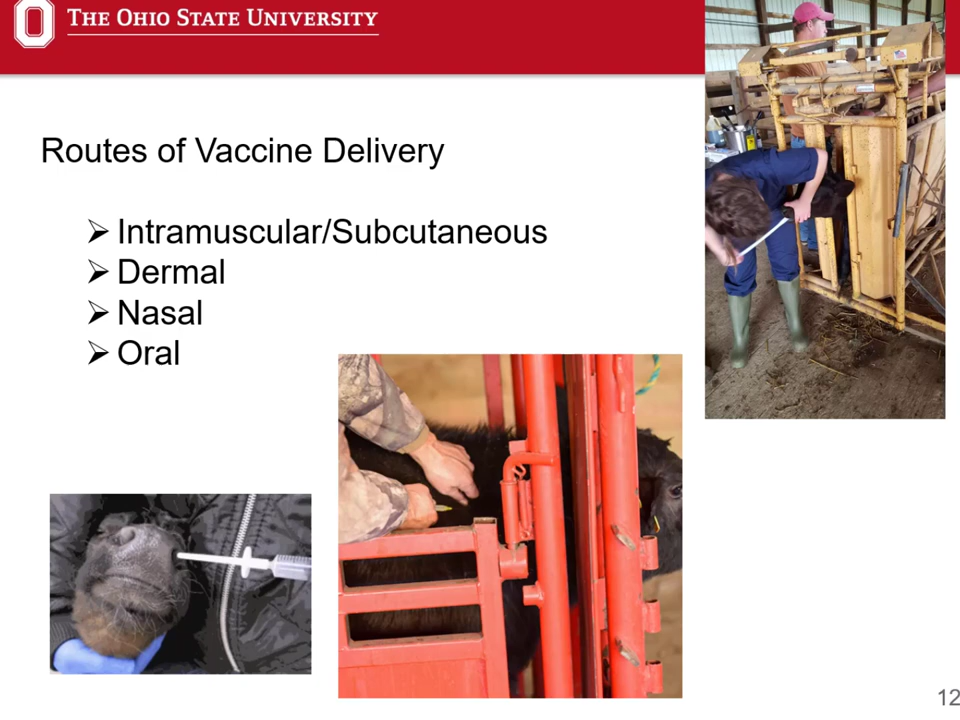 THE OHIO STATE UNIVERSITY
Routes of Vaccine Delivery
➢ Intramuscular/Subcutaneous
➢ Dermal
➢ Nasal
➢ Oral
12